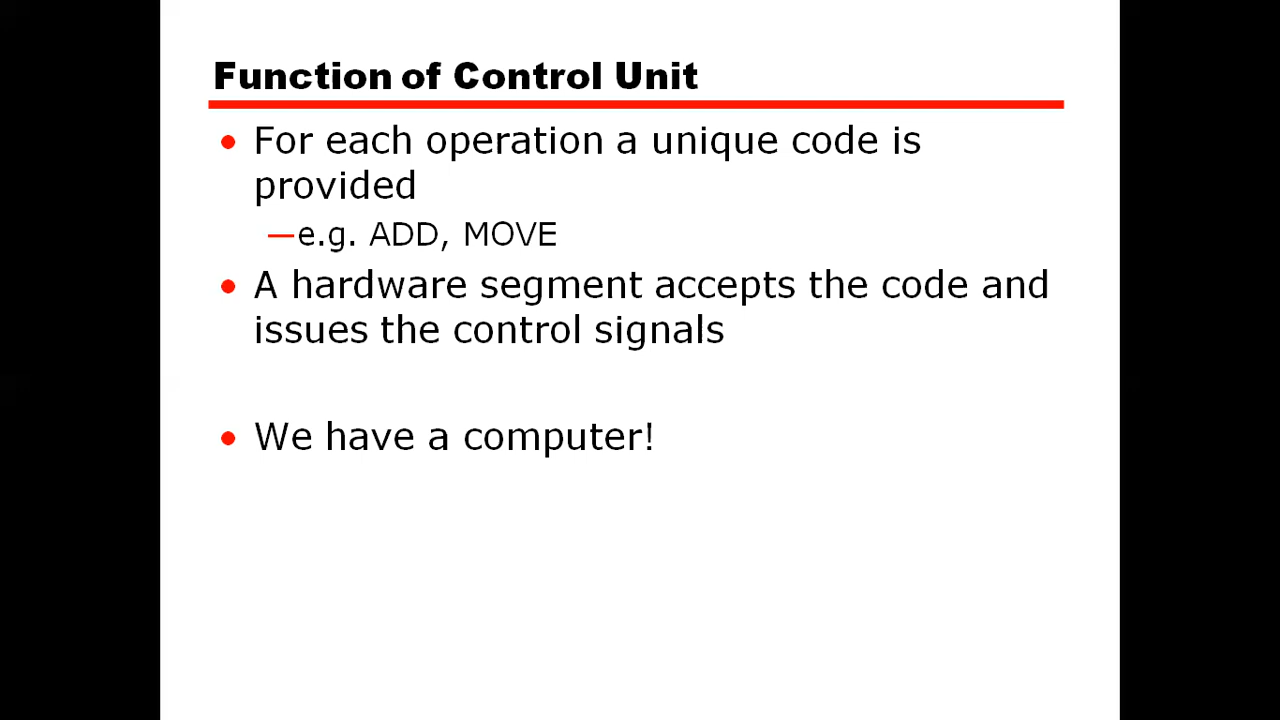 Function of Control Unit
• For each operation a unique code is
provided
—e.g. ADD, MOVE
• A hardware segment accepts the code and
issues the control signals
• We have a computer!